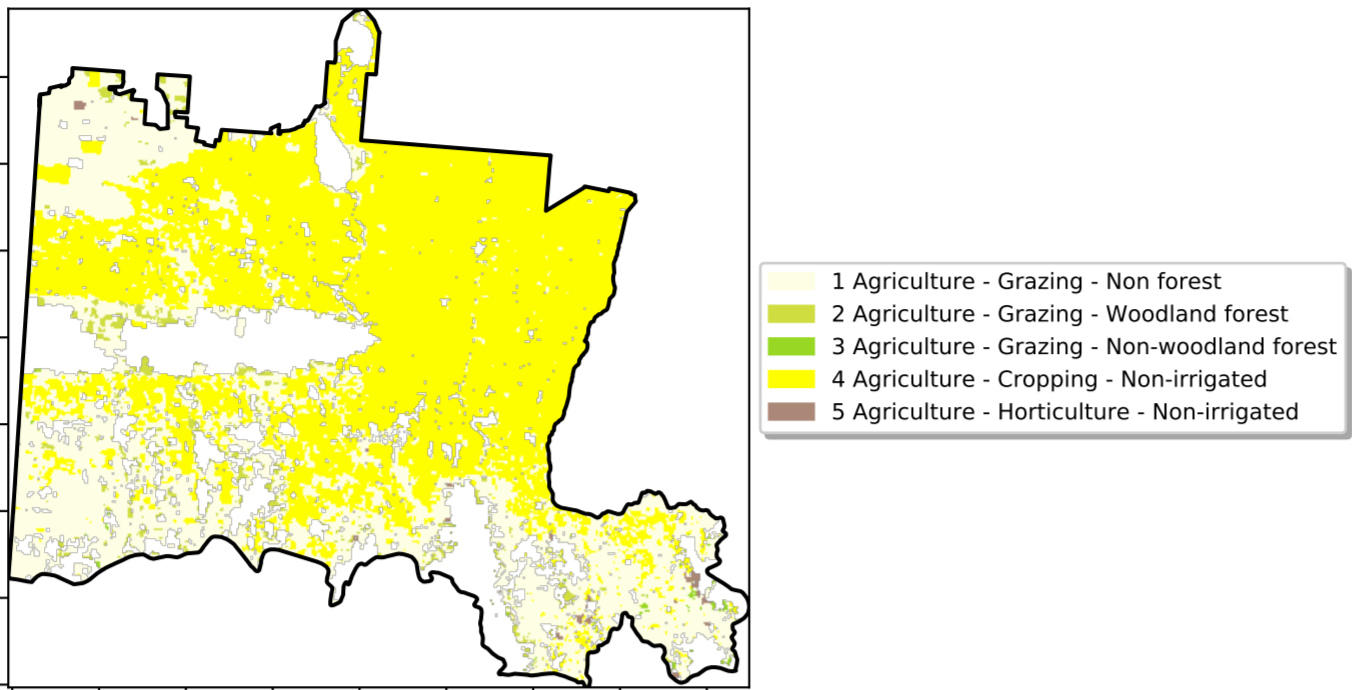 1 Agriculture - Grazing - Non forest
2 Agriculture - Grazing - Woodland forest
3 Agriculture - Grazing - Non-woodland forest
4 Agriculture - Cropping - Non-irrigated
5 Agriculture - Horticulture - Non-irrigated